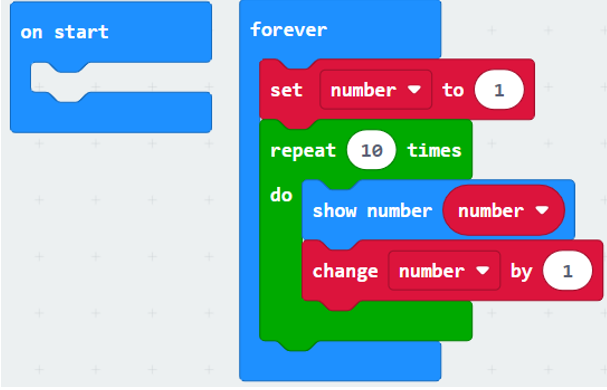 on start
forever
set number to 1
repeat 10 times
do
show number number
change number by 1